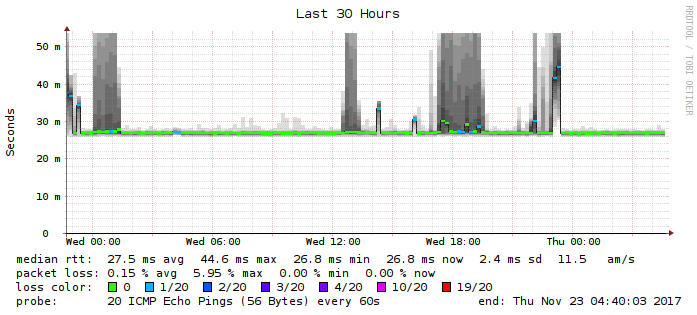 Last 30 Hours
RRDTOOL / TOBI OETIKER
Seconds
50 m
40 m
30 m
20 m
10 m
0
Wed 00:00 Wed 06:00 Wed 12:00 Wed 18:00 Thu 00:00
median rtt: 27.5 ms avg 44.6 ms max 26.8 ms min 26.8 ms now 2.4 ms sd 11.5 am/s
packet loss: 0.15 % avg 5.95 % max 0.00 % min 0.00 % now
loss color: 0 1/20 2/20 3/20 4/20 10/20 19/20
probe: 20 ICMP Echo Pings (56 Bytes) every 60s end: Thu Nov 23 04:40:03 2017